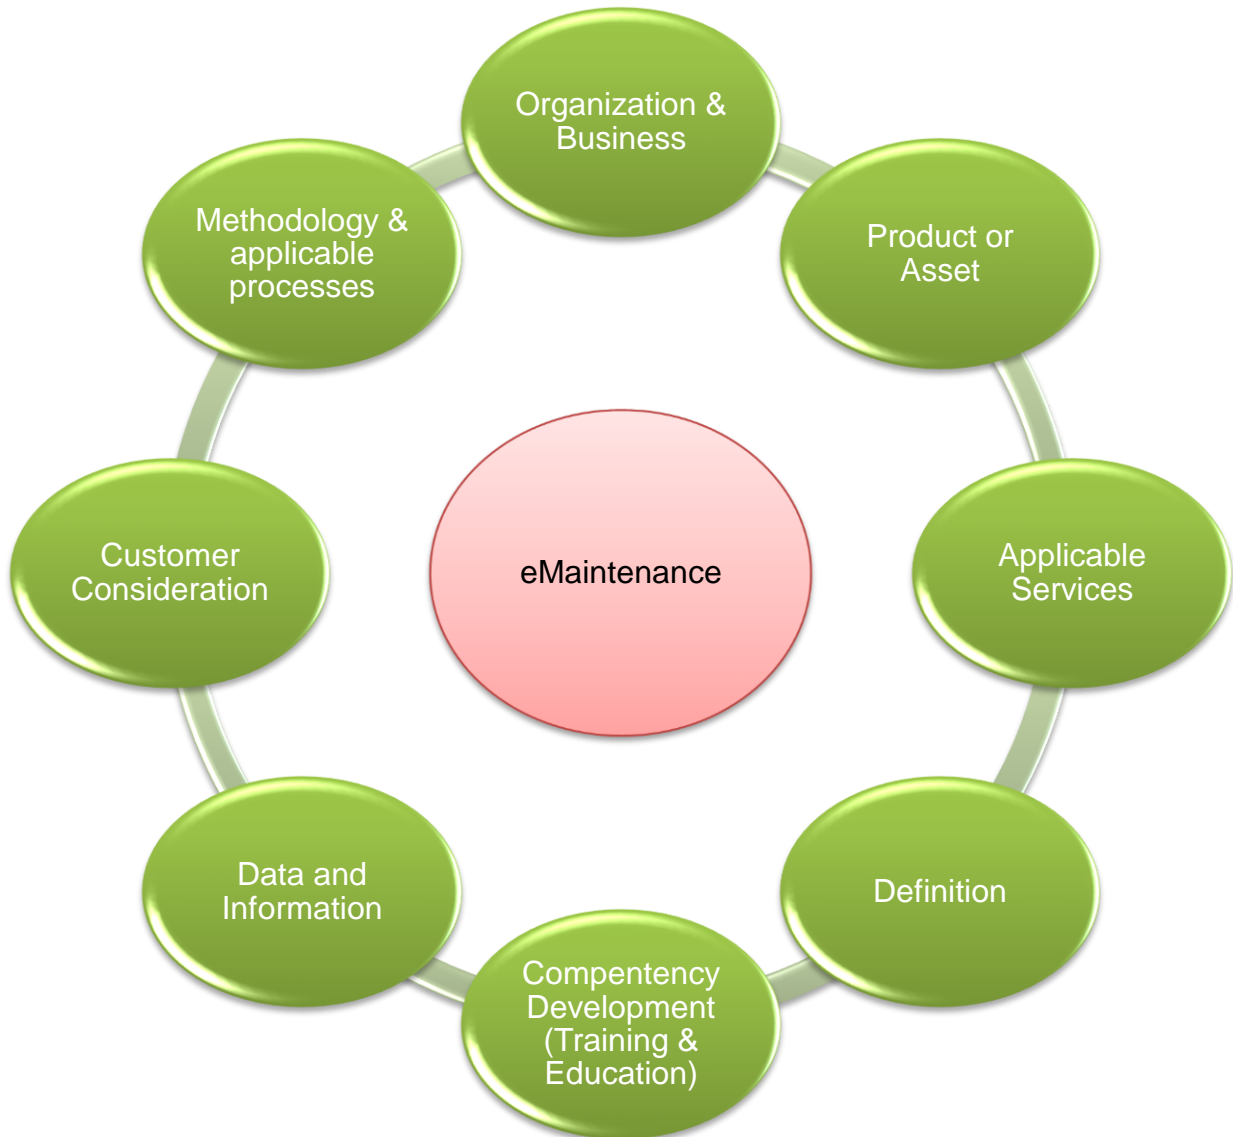 Organization &
Business
Methodology &
applicable
processes
Product or
Asset
Customer
Consideration
eMaintenance
Applicable
Services
Data and
Information
Definition
Compentency
Development
(Training &
Education)